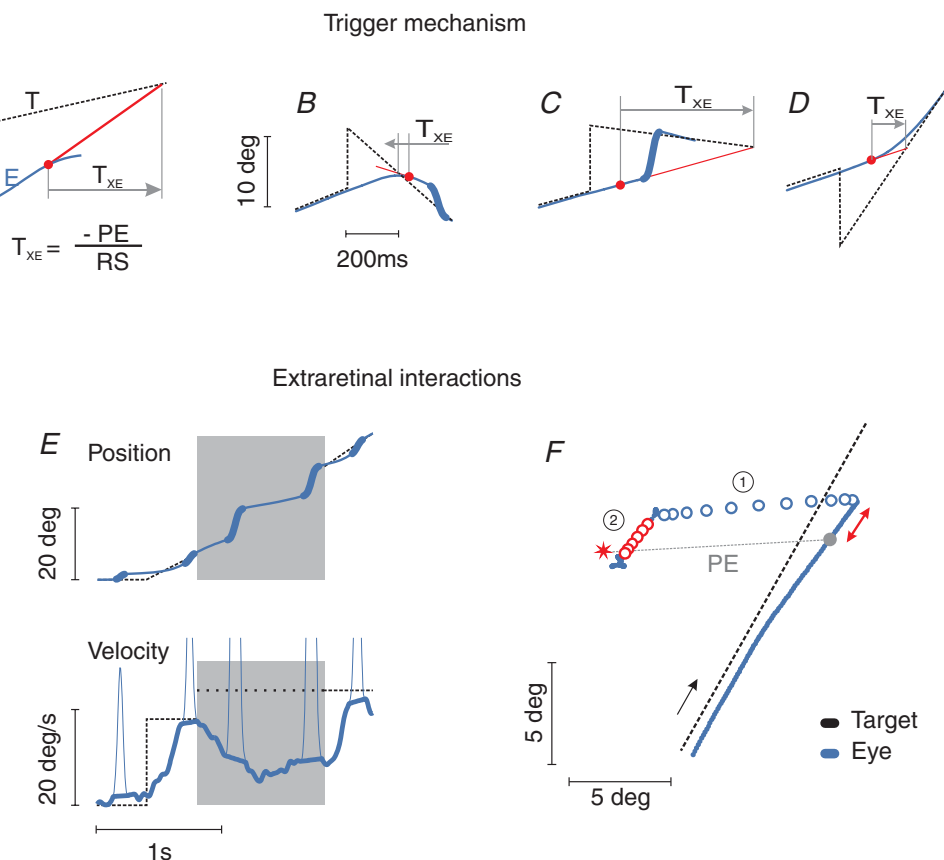 Trigger mechanism
T
E
T_XE
T_XE = - PE / RS
B
T_XE
10 deg
200ms
C
T_XE
D
T_XE
Extraretinal interactions
E
Position
20 deg
Velocity
20 deg/s
1s
F
1
2
PE
5 deg
5 deg
Target
Eye